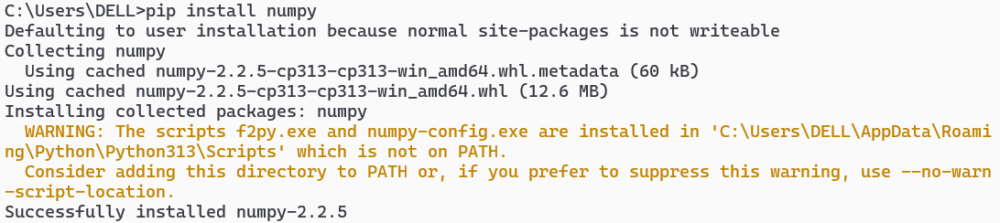 C:\Users\DELL>pip install numpy
Defaulting to user installation because normal site-packages is not writeable
Collecting numpy
  Using cached numpy-2.2.5-cp313-cp313-win_amd64.whl.metadata (60 kB)
Using cached numpy-2.2.5-cp313-cp313-win_amd64.whl (12.6 MB)
Installing collected packages: numpy
  WARNING: The scripts f2py.exe and numpy-config.exe are installed in 'C:\Users\DELL\AppData\Roami
ng\Python\Python313\Scripts' which is not on PATH.
  Consider adding this directory to PATH or, if you prefer to suppress this warning, use --no-warn
-script-location.
Successfully installed numpy-2.2.5